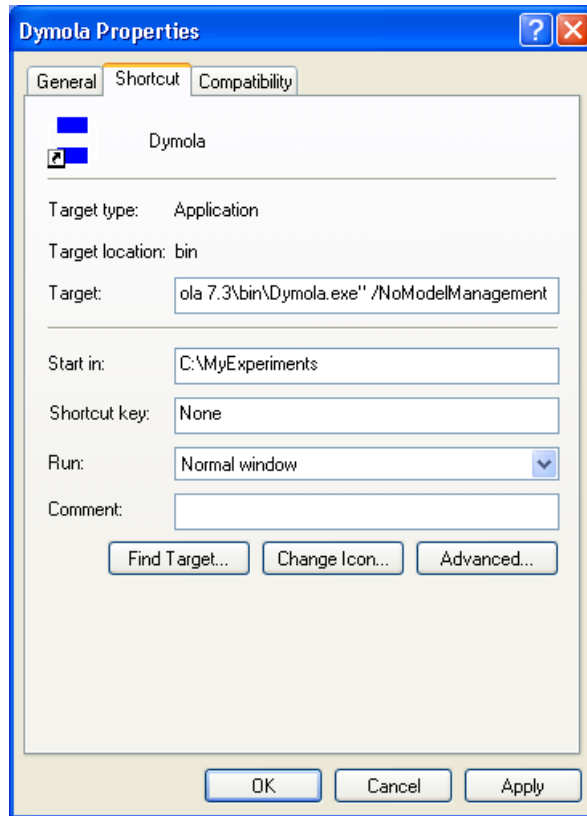 Dymola Properties
General Shortcut Compatibility
Dymola
Target type: Application
Target location: bin
Target: ola 7.3\bin\Dymola.exe" /NoModelManagement
Start in: C:\MyExperiments
Shortcut key: None
Run: Normal window
Comment:
Find Target... Change Icon... Advanced...
OK Cancel Apply